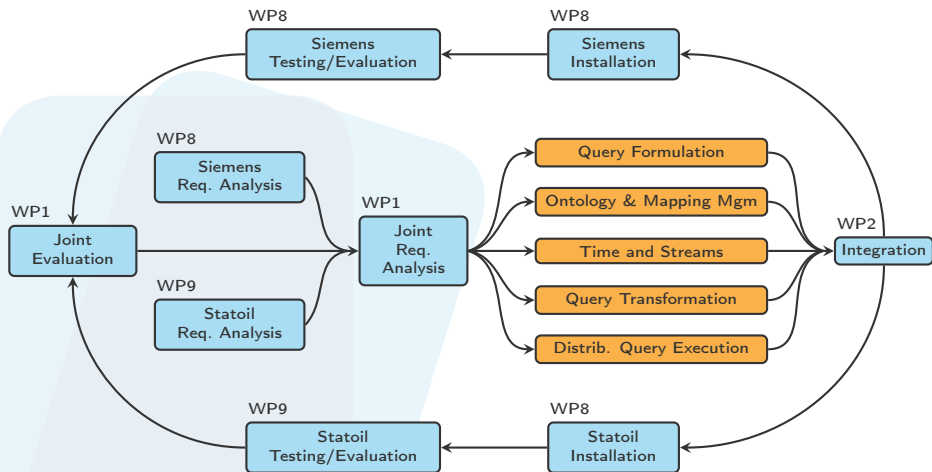 WP8
Siemens
Testing/Evaluation
WP8
Siemens
Installation
WP8
Siemens
Req. Analysis
WP1
Joint
Evaluation
WP9
Statoil
Req. Analysis
WP1
Joint
Req.
Analysis
Query Formulation
Ontology & Mapping Mgm
Time and Streams
Query Transformation
Distrib. Query Execution
WP2
Integration
WP9
Statoil
Testing/Evaluation
WP8
Statoil
Installation